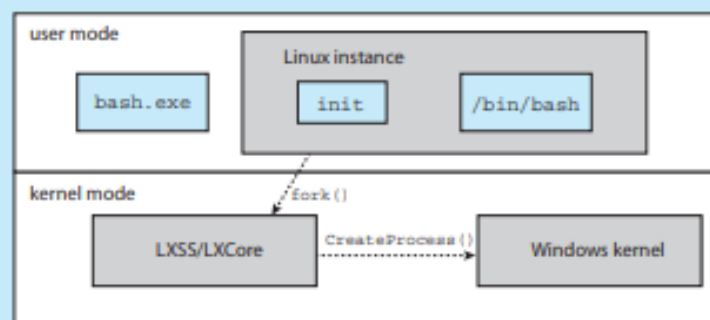 user mode
Linux instance
bash.exe
init
/bin/bash
kernel mode
fork()
LXSS/LXCore
CreateProcess()
Windows kernel